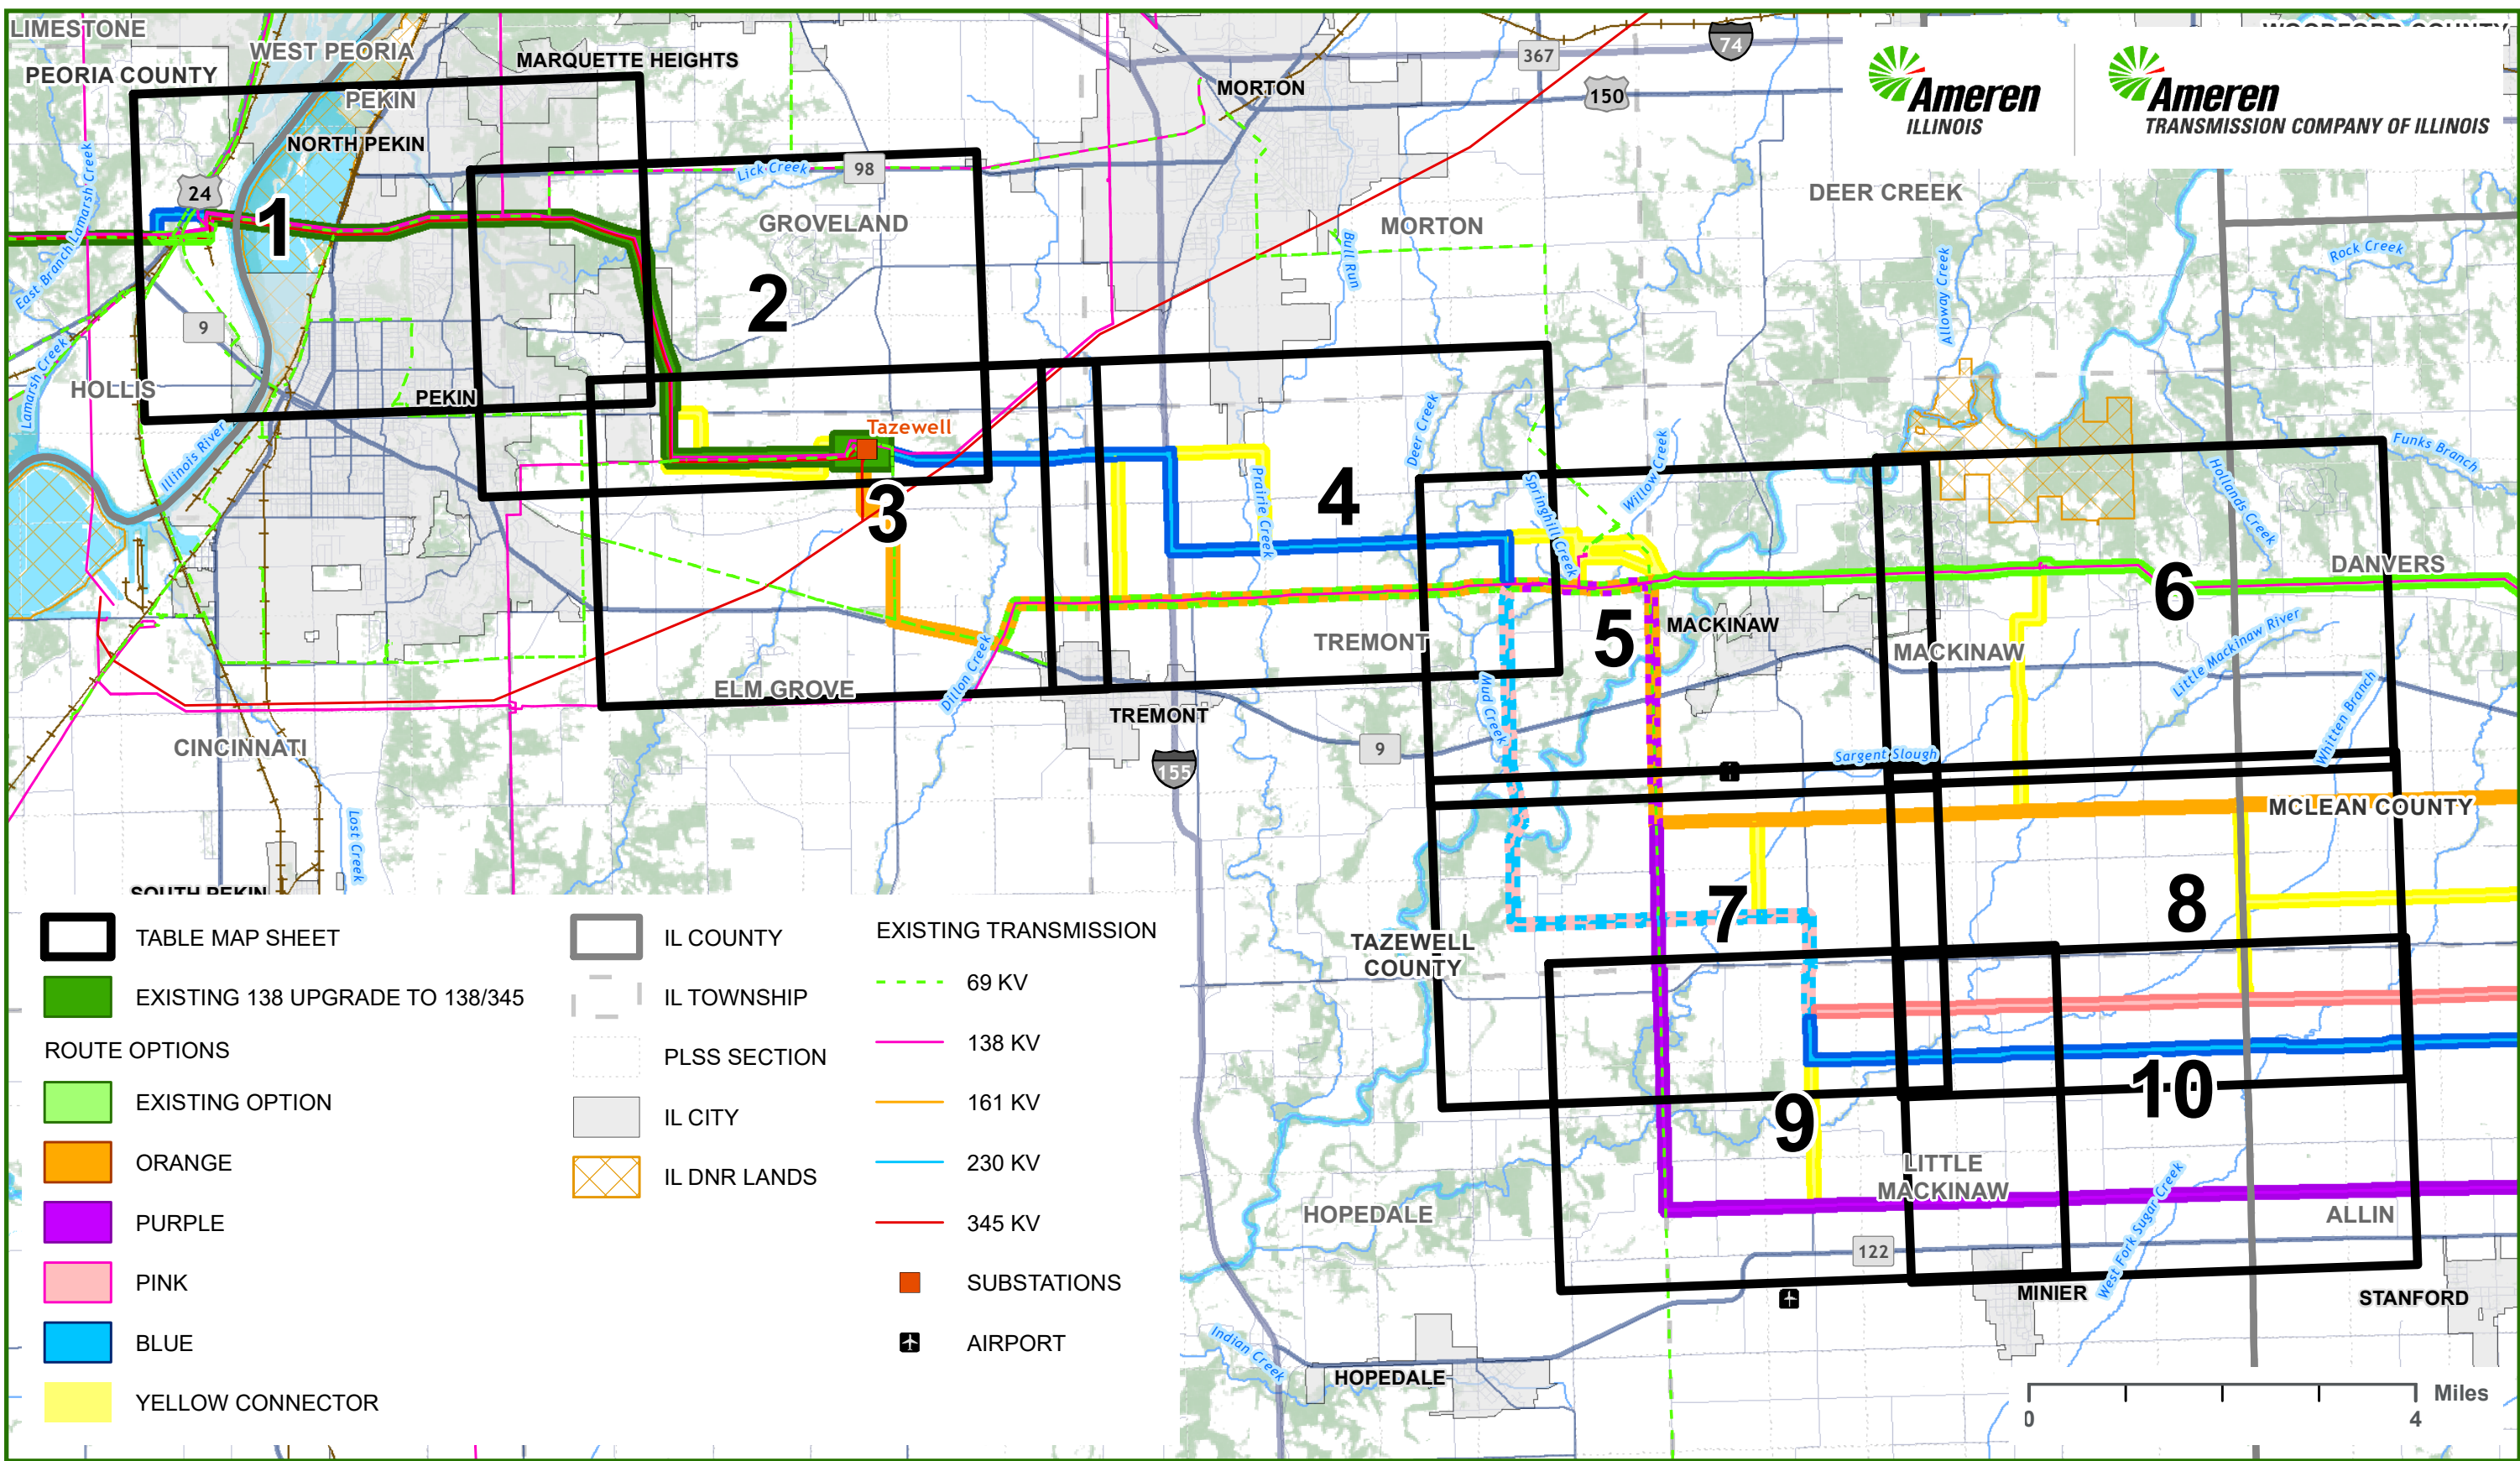 LIMESTONE
WEST PEORIA
PEORIA COUNTY
PEKIN
MARQUETTE HEIGHTS
NORTH PEKIN
East Branch Lamarsh Creek
24
1
Lick Creek
98
GROVELAND
2
9
HOLLIS
Lamarsh Creek
PEKIN
Illinois River
Tazewell
3
MORTON
367
74
150
MORTON
Bull Run
WOODFORD COUNTY
Ameren
ILLINOIS
Ameren
TRANSMISSION COMPANY OF ILLINOIS
DEER CREEK
Alloway Creek
Rock Creek
Deer Creek
4
Prairie Creek
Springhill Creek
Willow Creek
Funks Branch
Hollands Creek
DANVERS
6
5
MACKINAW
MACKINAW
TREMONT
Little Mackinaw River
Whitten Branch
Mud Creek
ELM GROVE
Dillon Creek
TREMONT
CINCINNATI
155
9
Sargent Slough
MCLEAN COUNTY
Lost Creek
SOUTH PEKIN
7
8
TAZEWELL
COUNTY
9
10
LITTLE
MACKINAW
HOPEDALE
West Fork Sugar Creek
ALLIN
122
MINIER
STANFORD
Indian Creek
HOPEDALE
TABLE MAP SHEET
EXISTING 138 UPGRADE TO 138/345
ROUTE OPTIONS
EXISTING OPTION
ORANGE
PURPLE
PINK
BLUE
YELLOW CONNECTOR
IL COUNTY
IL TOWNSHIP
PLSS SECTION
IL CITY
IL DNR LANDS
EXISTING TRANSMISSION
69 KV
138 KV
161 KV
230 KV
345 KV
SUBSTATIONS
AIRPORT
Miles
0
4